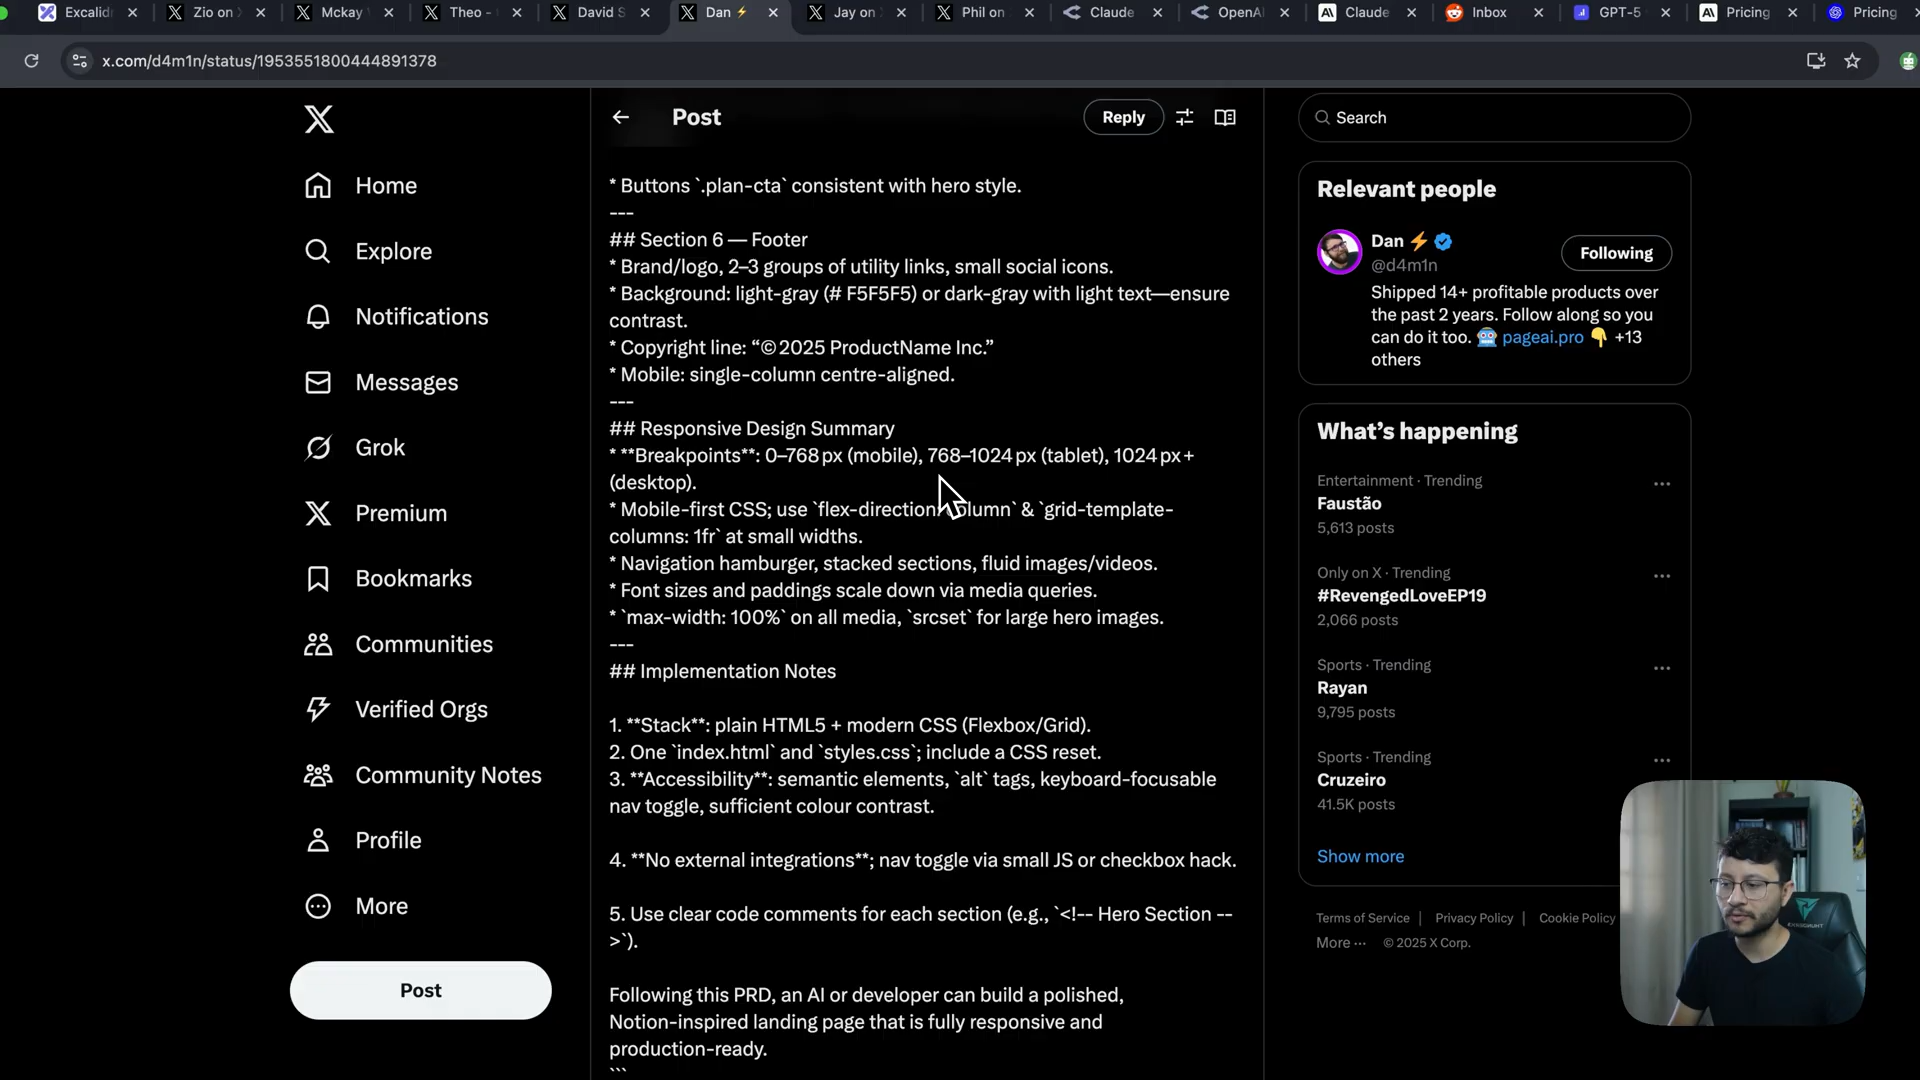 Excalid
Zio on
Mckay
Theo -
David S
Dan ⚡
Jay on
Phil on
Claude
OpenAI
Claude
Inbox
GPT-5
Pricing
Pricing
x.com/d4m1n/status/1953551800444891378
Home
Explore
Notifications
Messages
Grok
Premium
Bookmarks
Communities
Verified Orgs
Community Notes
Profile
More
Post
Post
Reply
* Buttons `.plan-cta` consistent with hero style.
---
## Section 6 — Footer
* Brand/logo, 2–3 groups of utility links, small social icons.
* Background: light-gray (# F5F5F5) or dark-gray with light text—ensure
contrast.
* Copyright line: “© 2025 ProductName Inc.”
* Mobile: single-column centre-aligned.
---
## Responsive Design Summary
* **Breakpoints**: 0–768 px (mobile), 768–1024 px (tablet), 1024 px +
(desktop).
* Mobile-first CSS; use `flex-direction: column` & `grid-template-
columns: 1fr` at small widths.
* Navigation hamburger, stacked sections, fluid images/videos.
* Font sizes and paddings scale down via media queries.
* `max-width: 100%` on all media, `srcset` for large hero images.
---
## Implementation Notes
1. **Stack**: plain HTML5 + modern CSS (Flexbox/Grid).
2. One `index.html` and `styles.css`; include a CSS reset.
3. **Accessibility**: semantic elements, `alt` tags, keyboard-focusable
nav toggle, sufficient colour contrast.
4. **No external integrations**; nav toggle via small JS or checkbox hack.
5. Use clear code comments for each section (e.g., `<!-- Hero Section --
>`).
Following this PRD, an AI or developer can build a polished,
Notion-inspired landing page that is fully responsive and
production-ready.
```
Search
Relevant people
Dan ⚡
@d4m1n
Following
Shipped 14+ profitable products over
the past 2 years. Follow along so you
can do it too. 🤖 pageai.pro 👇 +13
others
What’s happening
Entertainment · Trending
Faustão
5,613 posts
Only on X · Trending
#RevengedLoveEP19
2,066 posts
Sports · Trending
Rayan
9,795 posts
Sports · Trending
Cruzeiro
41.5K posts
Show more
Terms of Service | Privacy Policy | Cookie Policy
More ··· © 2025 X Corp.